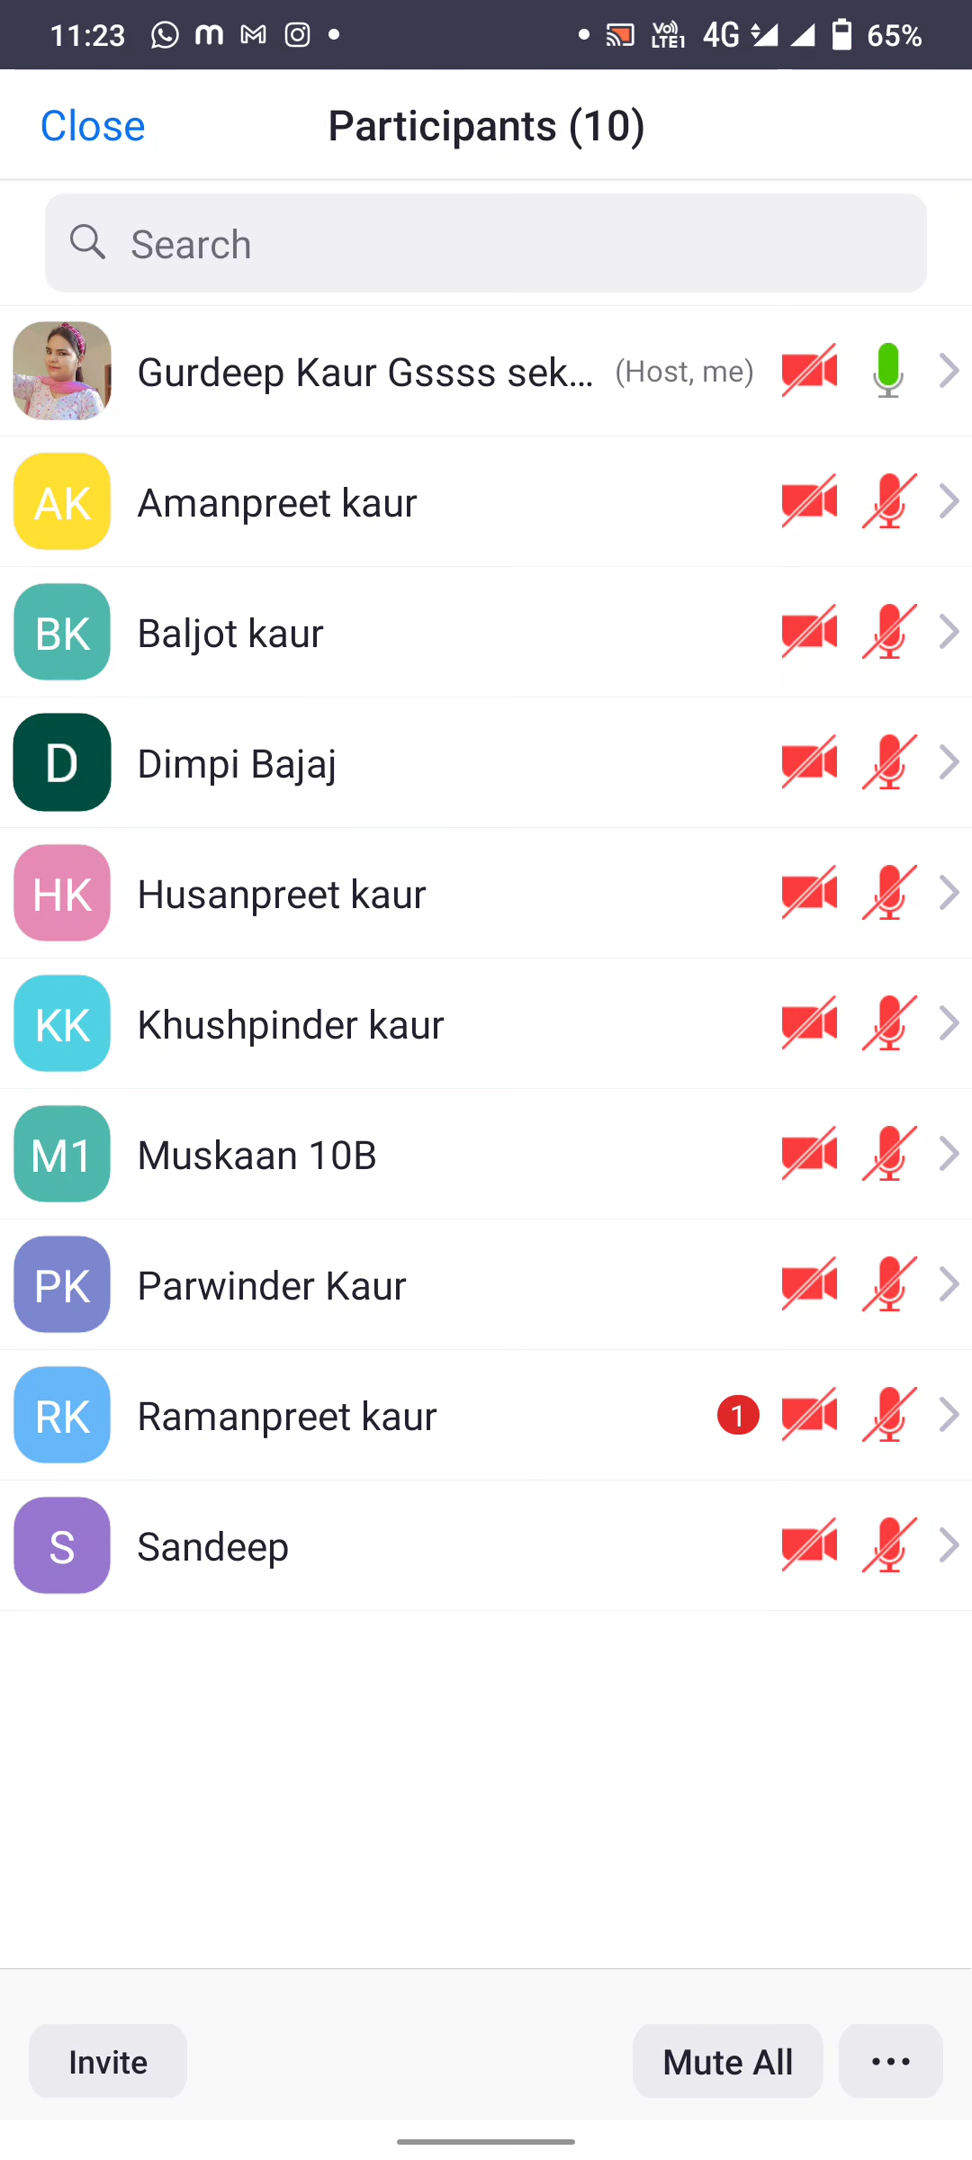 11:23 VoLTE1 4G 65%
Close Participants (10)
Search
Gurdeep Kaur Gssss sek... (Host, me)
AK Amanpreet kaur
BK Baljot kaur
D Dimpi Bajaj
HK Husanpreet kaur
KK Khushpinder kaur
M1 Muskaan 10B
PK Parwinder Kaur
RK Ramanpreet kaur 1
S Sandeep
Invite Mute All ...